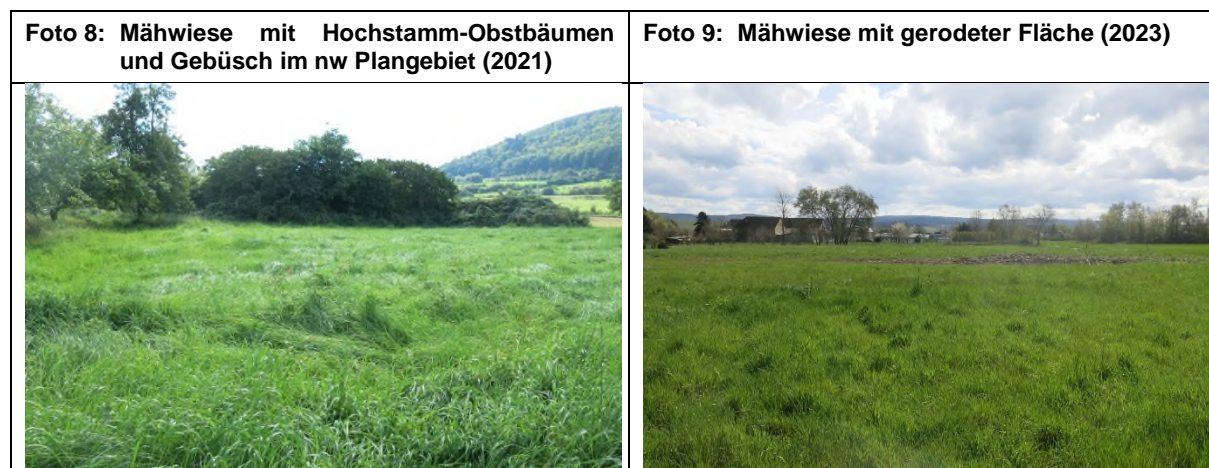 Foto 8: Mähwiese mit Hochstamm-Obstbäumen
und Gebüsch im nw Plangebiet (2021)
Foto 9: Mähwiese mit gerodeter Fläche (2023)